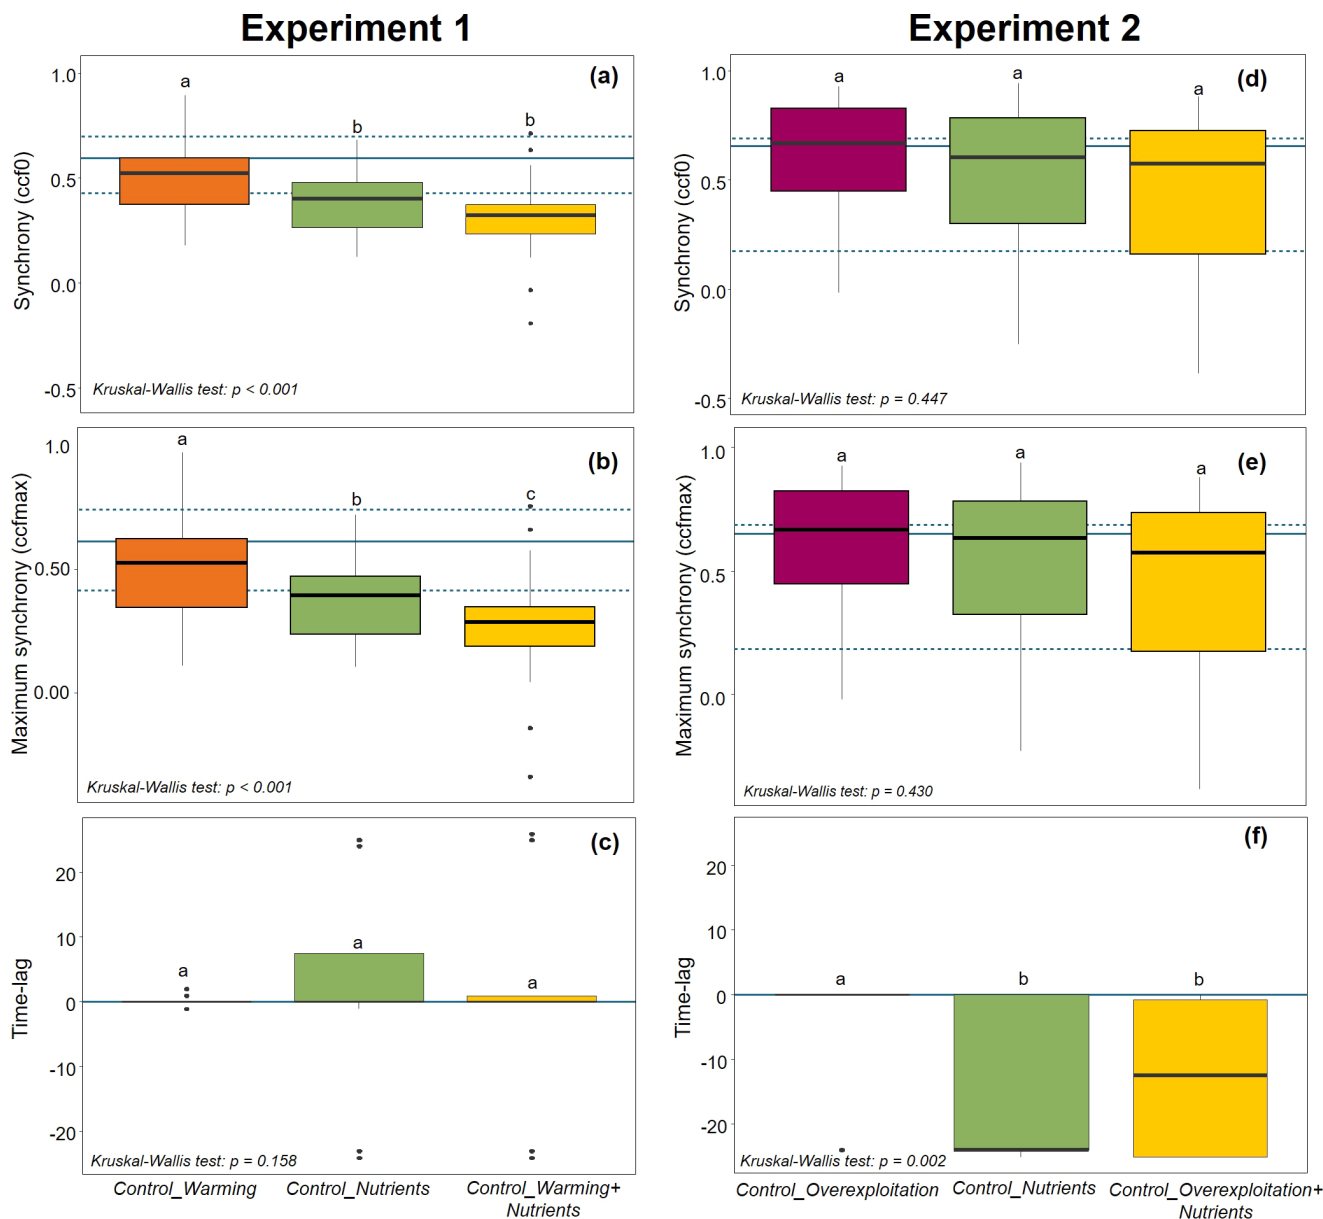 Experiment 1
Experiment 2
Synchrony (ccf0)
1.0
0.5
0.0
-0.5
a
b
b
(a)
Kruskal-Wallis test: p < 0.001
Synchrony (ccf0)
1.0
0.5
0.0
-0.5
a
a
a
(d)
Kruskal-Wallis test: p = 0.447
Maximum synchrony (ccfmax)
1.0
0.50
0.00
a
b
c
(b)
Kruskal-Wallis test: p < 0.001
Maximum synchrony (ccfmax)
1.0
0.5
0.0
a
a
a
(e)
Kruskal-Wallis test: p = 0.430
Time-lag
20
10
0
-10
-20
a
a
a
(c)
Kruskal-Wallis test: p = 0.158
Control_Warming
Control_Nutrients
Control_Warming+
Nutrients
Time-lag
20
10
0
-10
-20
a
b
b
(f)
Kruskal-Wallis test: p = 0.002
Control_Overexploitation
Control_Nutrients
Control_Overexploitation+
Nutrients